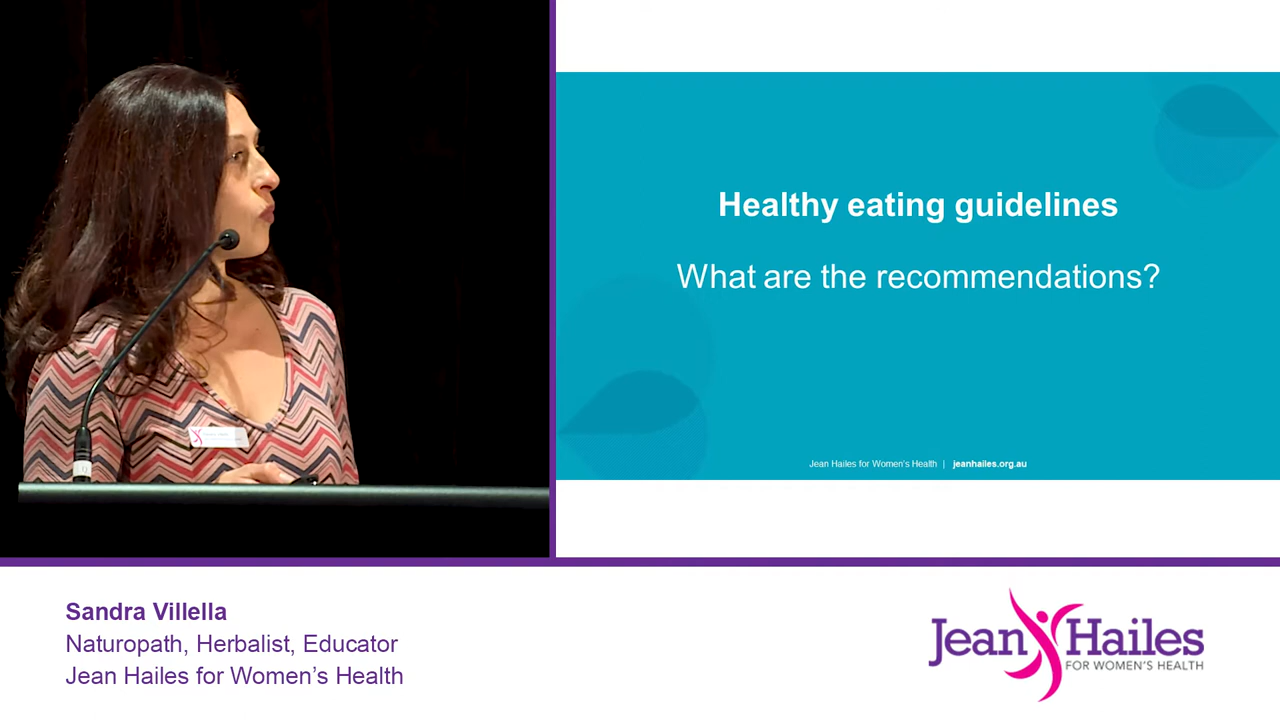 Healthy eating guidelines
What are the recommendations?
Jean Hailes for Women's Health | jeanhailes.org.au
Sandra Villella
Naturopath, Herbalist, Educator
Jean Hailes for Women’s Health
Jean Hailes
FOR WOMEN'S HEALTH